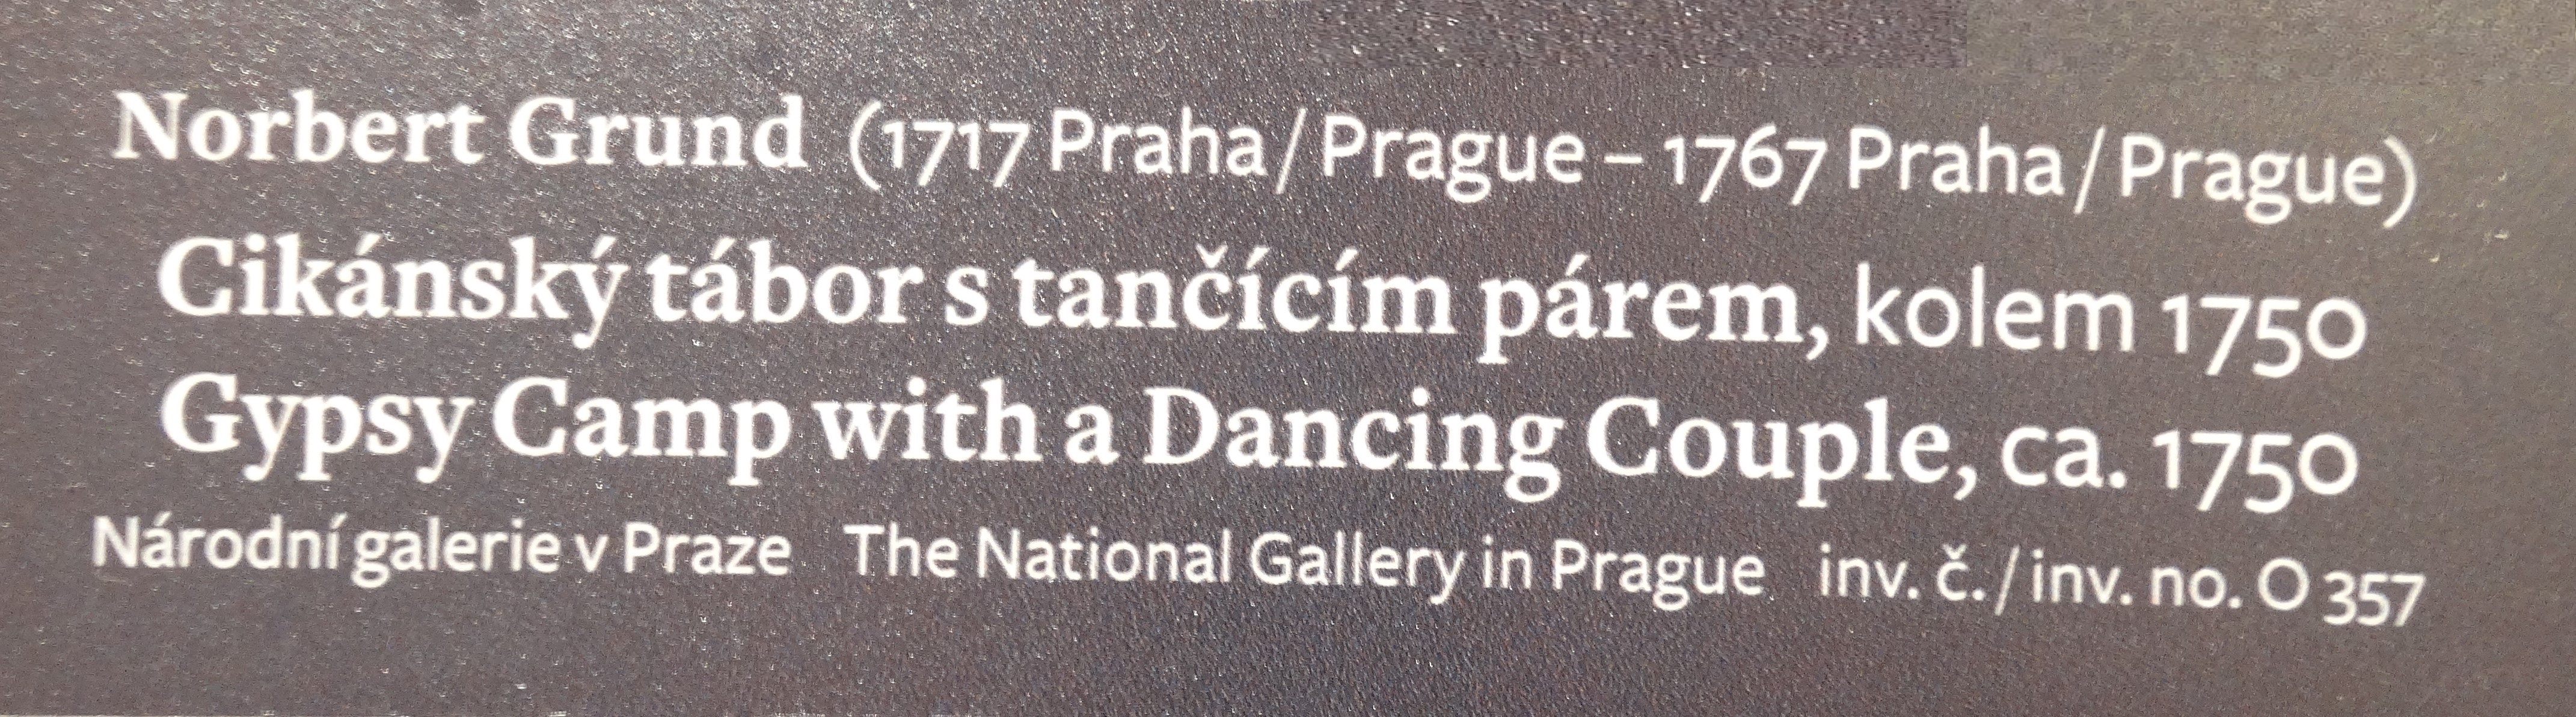 Norbert Grund (1717 Praha / Prague – 1767 Praha / Prague)
Cikánský tábor s tančícím párem, kolem 1750
Gypsy Camp with a Dancing Couple, ca. 1750
Národní galerie v Praze The National Gallery in Prague inv. č. / inv. no. O 357